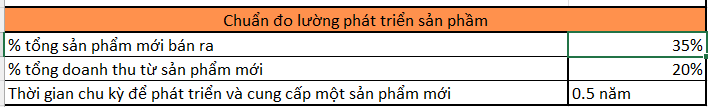 Chuẩn đo lường phát triển sản phầm
% tổng sản phẩm mới bán ra 35%
% tổng doanh thu từ sản phẩm mới 20%
Thời gian chu kỳ để phát triển và cung cấp một sản phẩm mới 0.5 năm